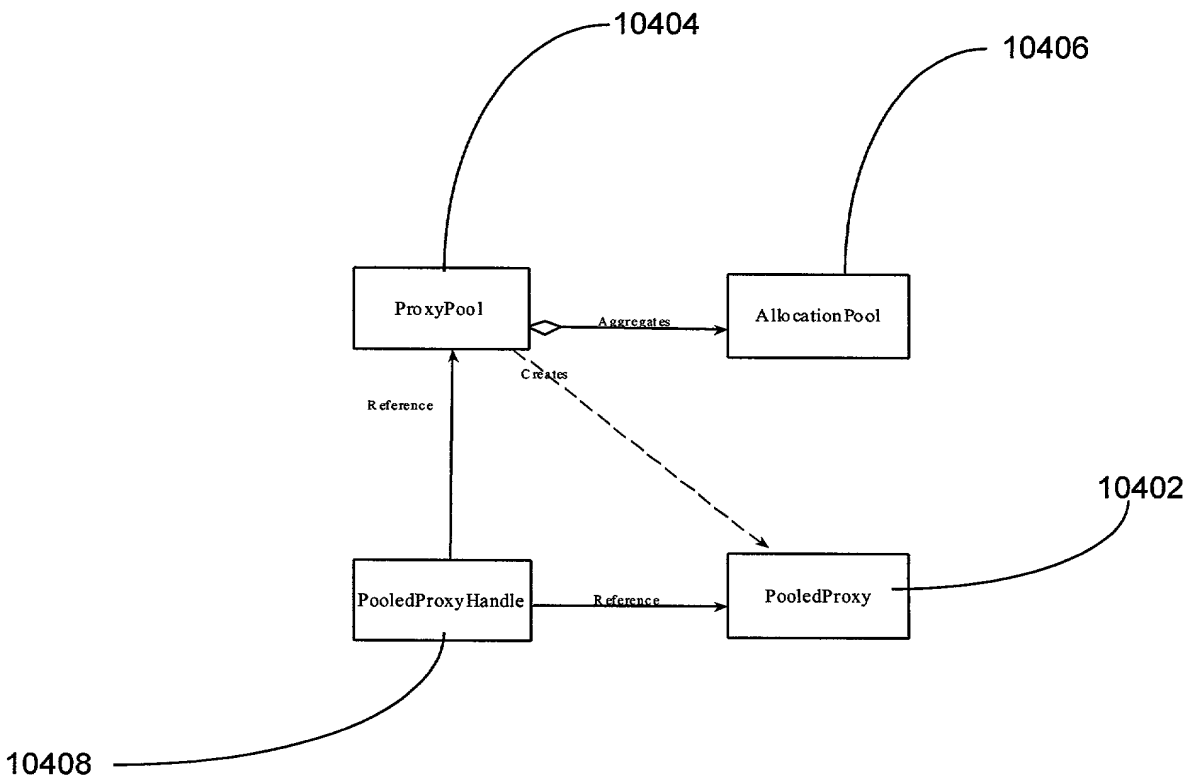 10404
10406
ProxyPool
Aggregates
AllocationPool
Creates
Reference
10402
PooledProxyHandle
Reference
PooledProxy
10408